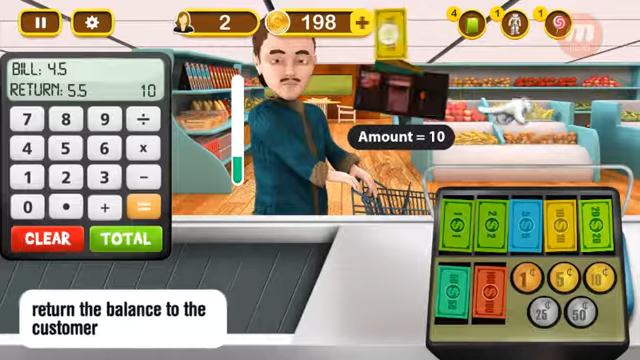 2
198
+
4
1
1
BILL: 4.5
RETURN: 5.5 10
7 8 9 ÷
4 5 6 x
1 2 3 −
0 • + =
CLEAR TOTAL
Amount = 10
1¢ 5¢ 10¢
25¢ 50¢
return the balance to the
customer